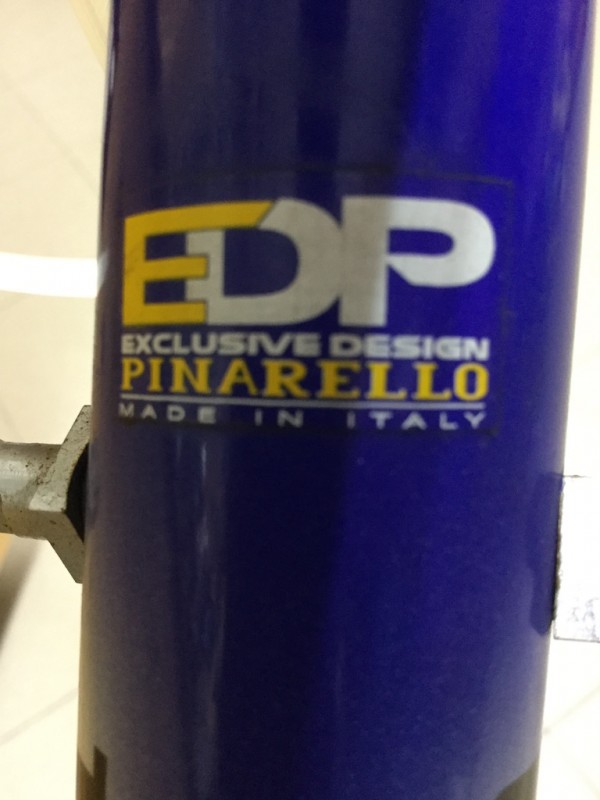 EDP
EXCLUSIVE DESIGN
PINARELLO
MADE IN ITALY